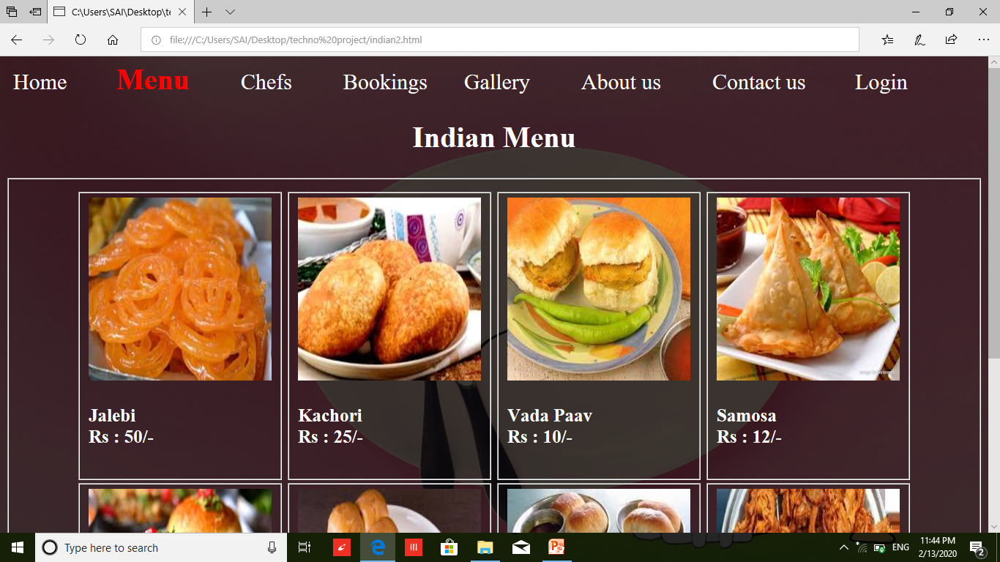 C:\Users\SAI\Desktop\te
file:///C:/Users/SAI/Desktop/techno%20project/indian2.html
Home Menu Chefs Bookings Gallery About us Contact us Login
Indian Menu
Jalebi
Rs : 50/-
Kachori
Rs : 25/-
Vada Paav
Rs : 10/-
Samosa
Rs : 12/-
Type here to search
ENG
11:44 PM
2/13/2020
2